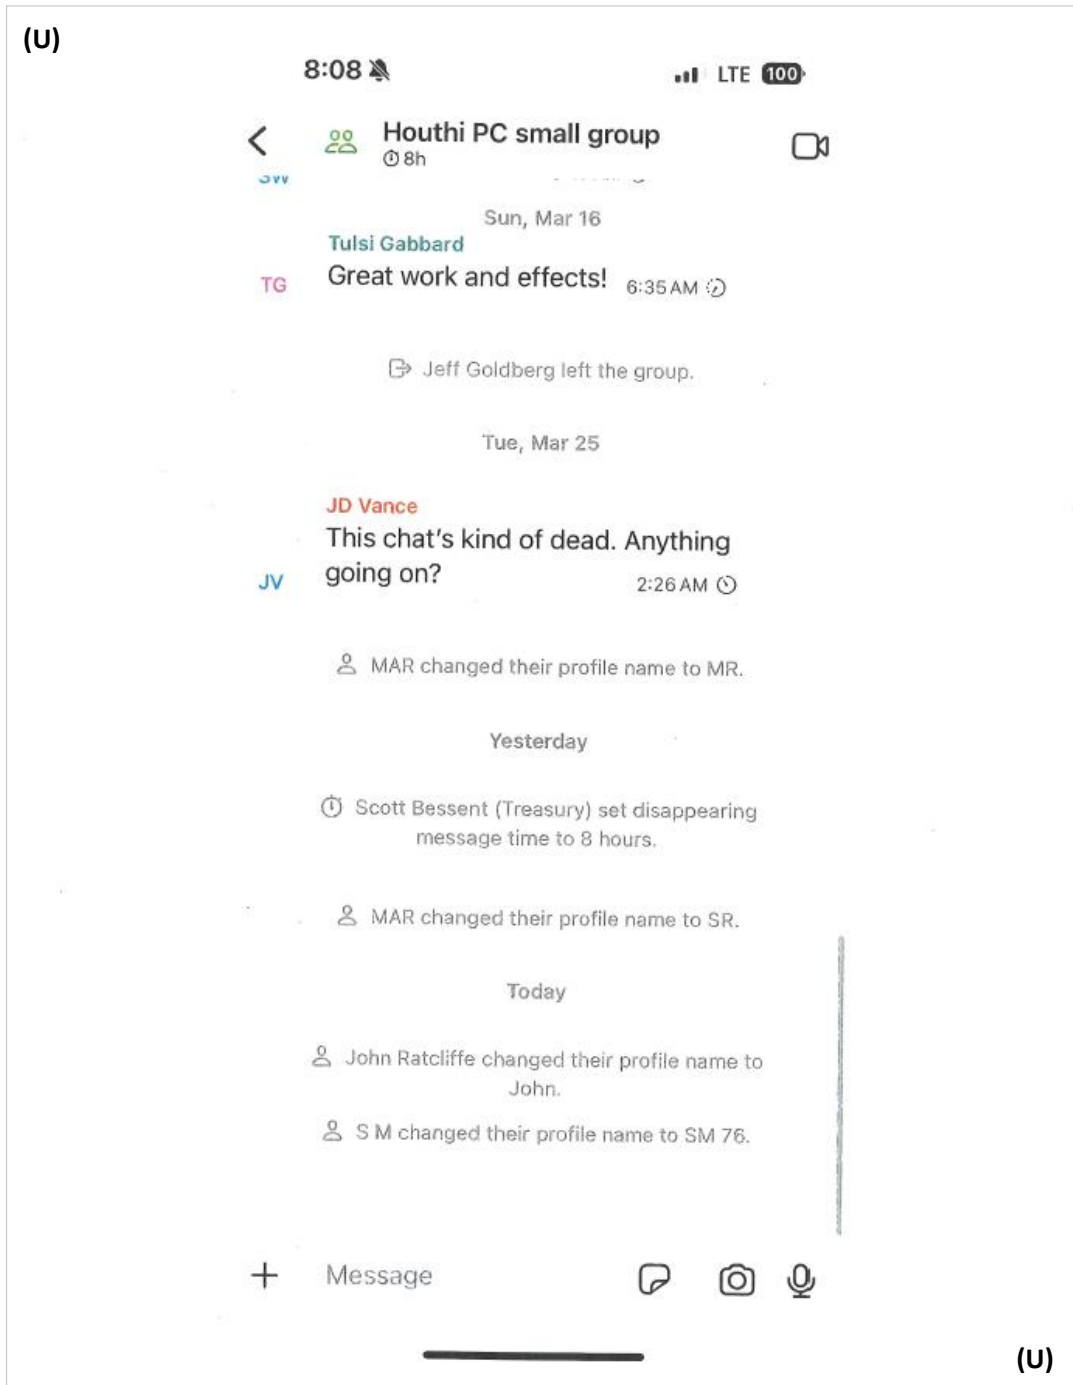 (U)
8:08
LTE 100
Houthi PC small group
8h
SW
Sun, Mar 16
Tulsi Gabbard
TG
Great work and effects! 6:35 AM
Jeff Goldberg left the group.
Tue, Mar 25
JD Vance
This chat's kind of dead. Anything
JV
going on? 2:26 AM
MAR changed their profile name to MR.
Yesterday
Scott Bessent (Treasury) set disappearing
message time to 8 hours.
MAR changed their profile name to SR.
Today
John Ratcliffe changed their profile name to
John.
S M changed their profile name to SM 76.
Message
(U)